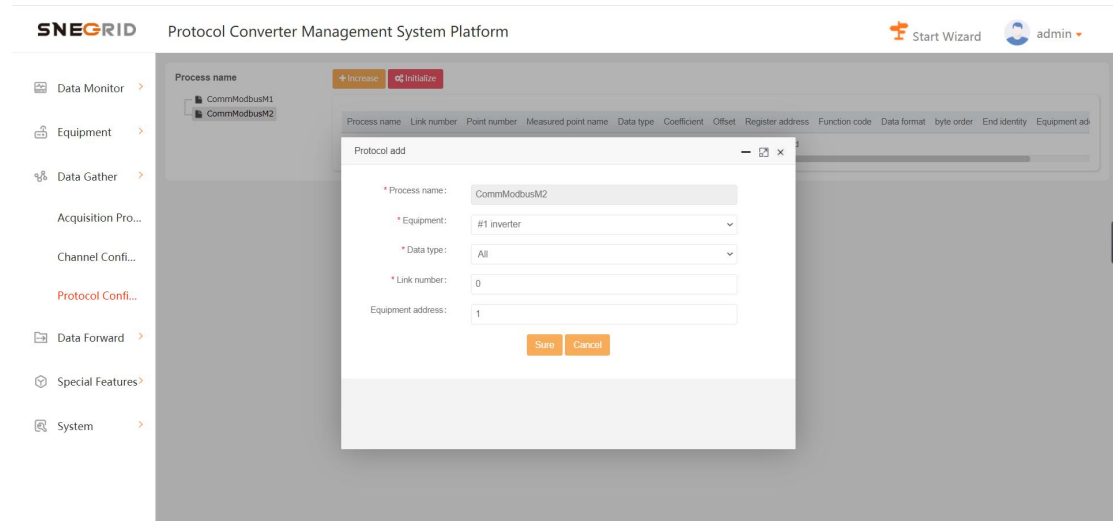 SNEGRID
Protocol Converter Management System Platform
Start Wizard
admin
Data Monitor
Equipment
Data Gather
Acquisition Pro...
Channel Confi...
Protocol Confi...
Data Forward
Special Features
System
Process name
CommModbusM1
CommModbusM2
+ Increase
Initialize
Process name Link number Point number Measured point name Data type Coefficient Offset Register address Function code Data format byte order End identity Equipment add
Protocol add
* Process name: CommModbusM2
* Equipment: #1 inverter
* Data type: All
* Link number: 0
Equipment address: 1
Sure Cancel